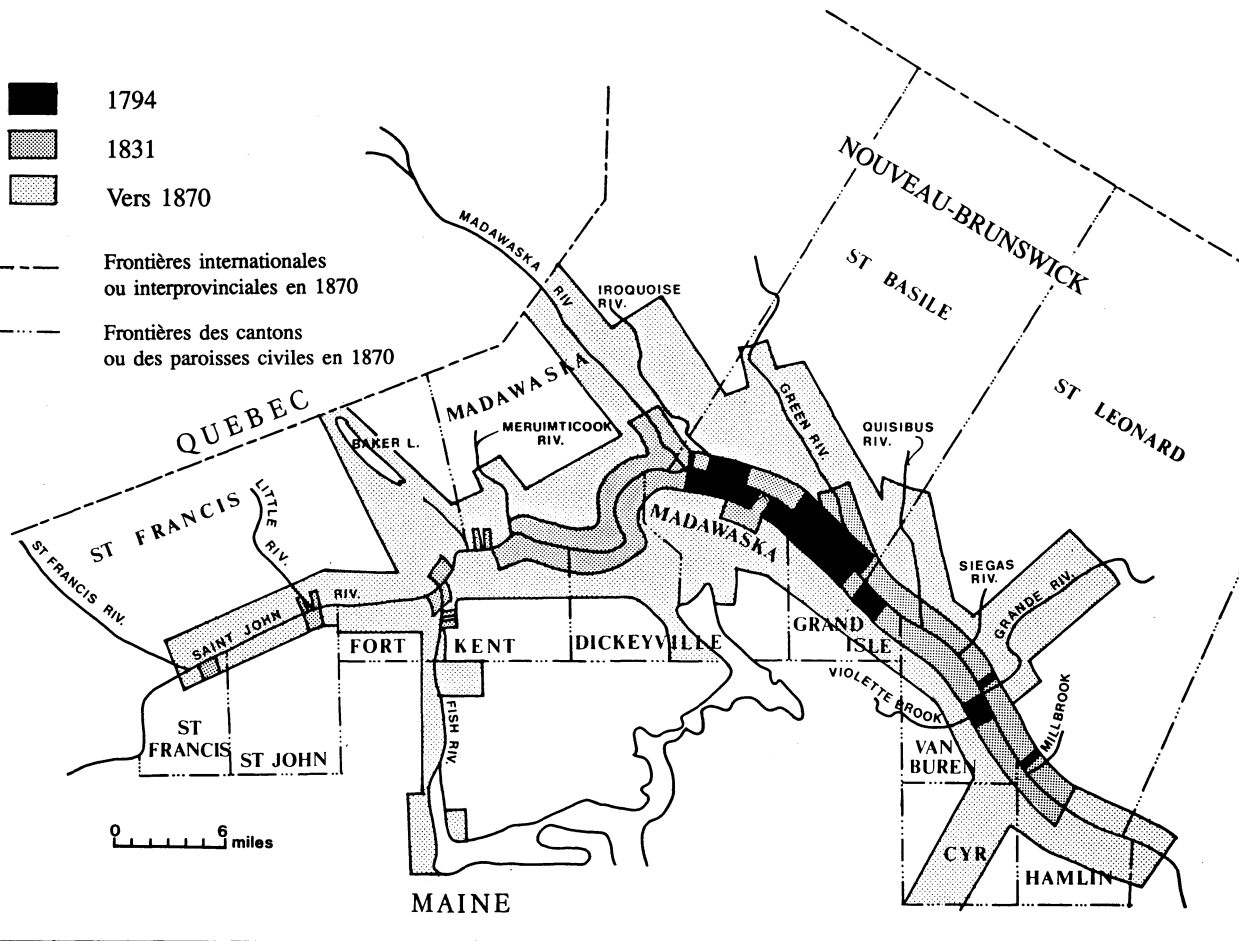 1794
1831
Vers 1870
Frontières internationales
ou interprovinciales en 1870
Frontières des cantons
ou des paroisses civiles en 1870
NOUVEAU-BRUNSWICK
ST BASILE
ST LEONARD
MADAWASKA
RIV.
IROQUOISE
RIV.
QUEBEC
MADAWASKA
MERUIMTICOOK
RIV.
BAKER L.
GREEN RIV.
QUISIBUS
RIV.
ST FRANCIS
LITTLE
RIV.
ST FRANCIS RIV.
MADAWASKA
SIEGAS
RIV.
GRANDE RIV.
SAINT JOHN
RIV.
FORT
KENT
DICKEYVILLE
GRAND
ISLE
VIOLETTE BROOK
MILLBROOK
FISH RIV.
ST
FRANCIS
ST JOHN
VAN
BUREN
0 6
miles
CYR
HAMLIN
MAINE